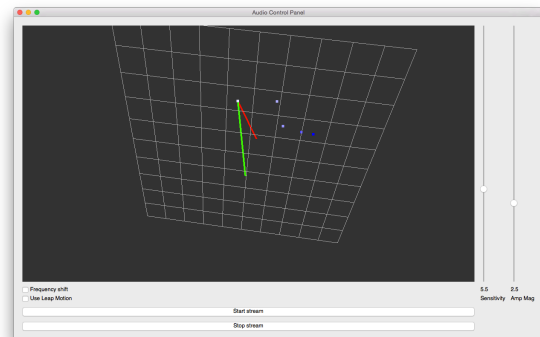 Audio Control Panel
Frequency shift
Use Leap Motion
5.5
2.5
Sensitivity
Amp Mag
Start stream
Stop stream